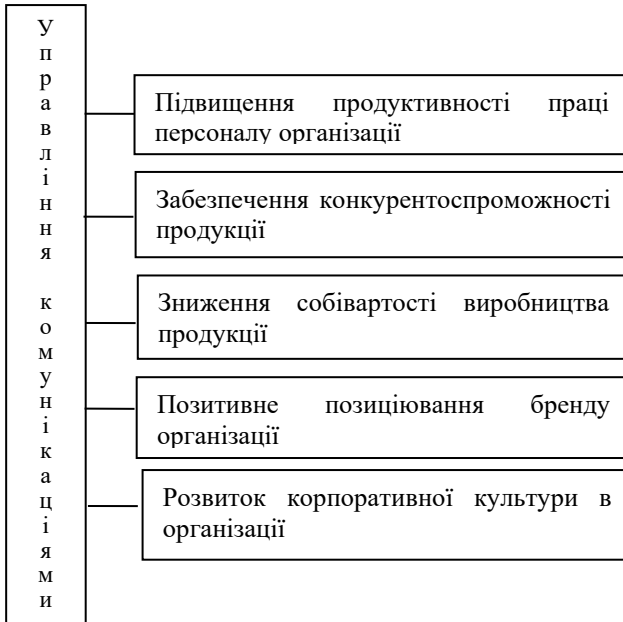 Управління комунікаціями
Підвищення продуктивності праці
персоналу організації
Забезпечення конкурентоспроможності
продукції
Зниження собівартості виробництва
продукції
Позитивне позиціювання бренду
організації
Розвиток корпоративної культури в
організації